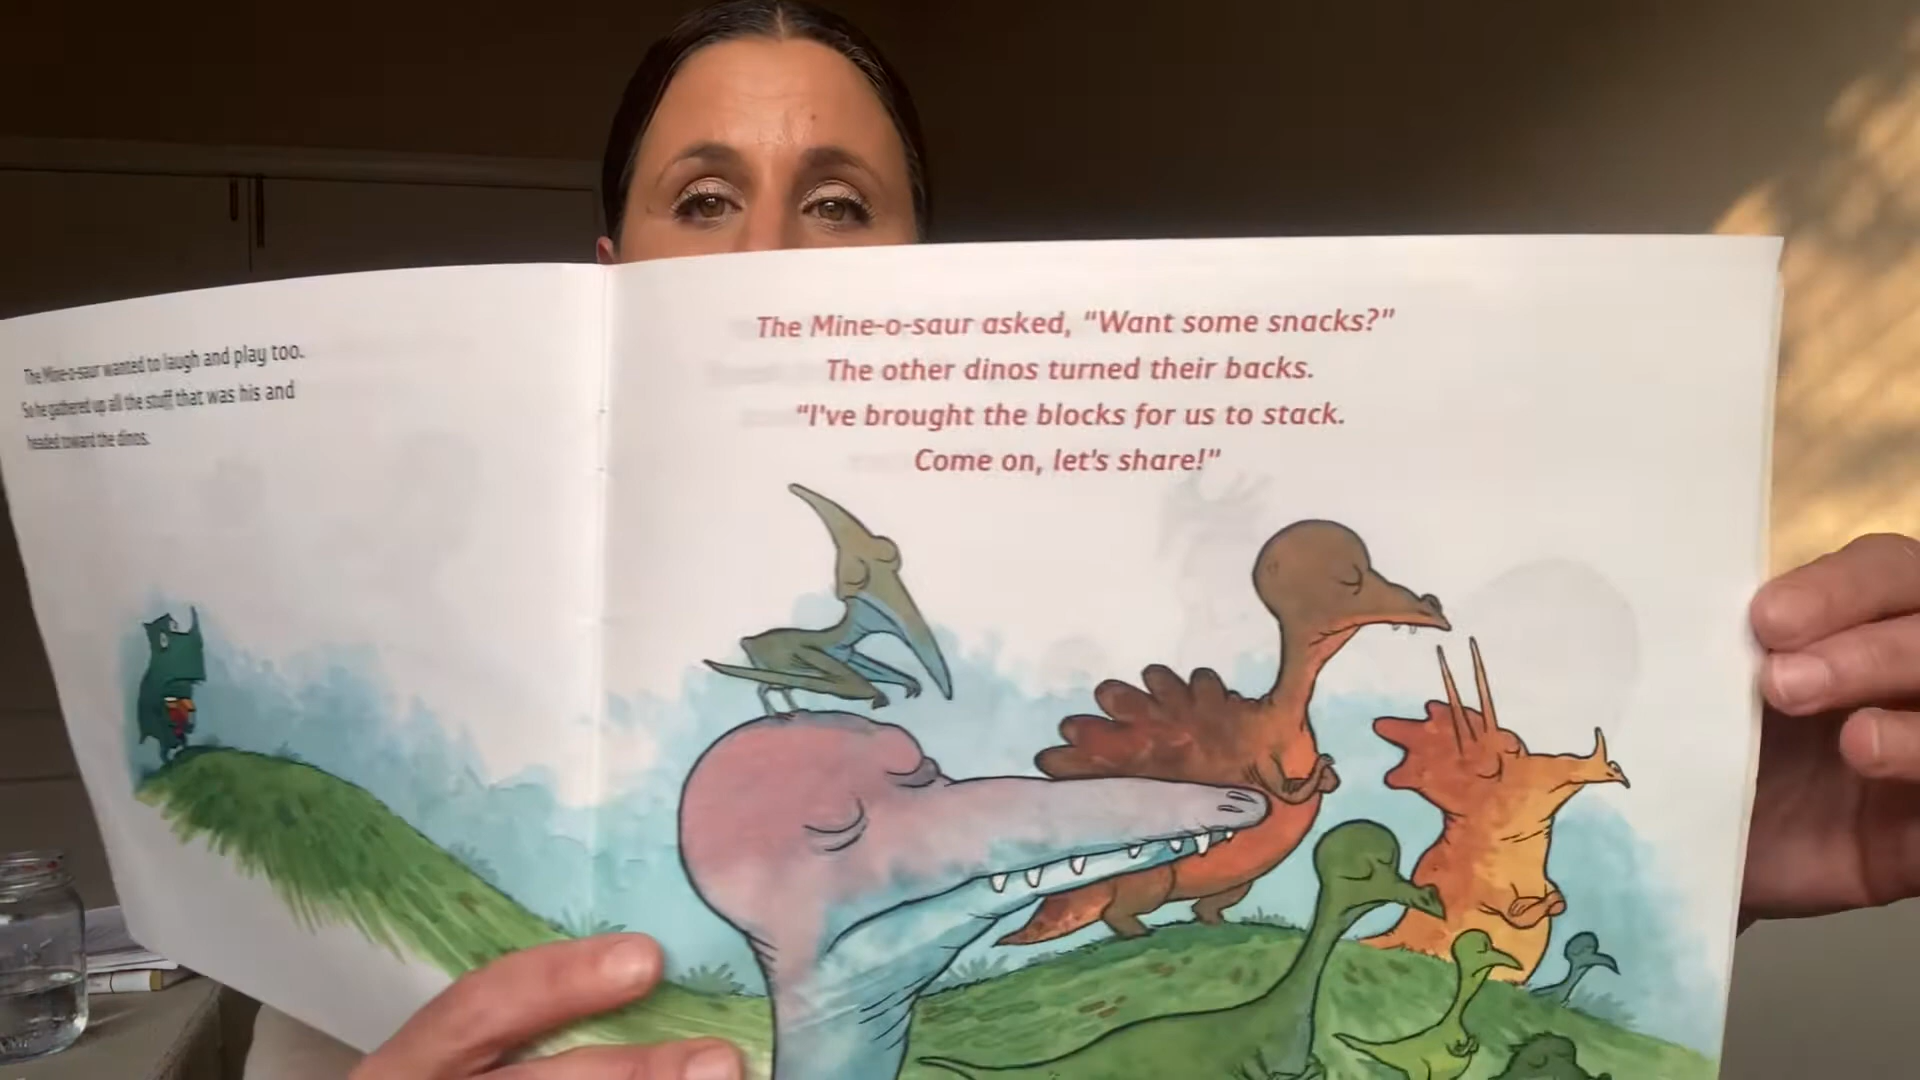 The Mine-o-saur wanted to laugh and play too.
So he gathered up all the stuff that was his and
headed toward the dinos.
The Mine-o-saur asked, "Want some snacks?"
The other dinos turned their backs.
"I've brought the blocks for us to stack.
Come on, let's share!"